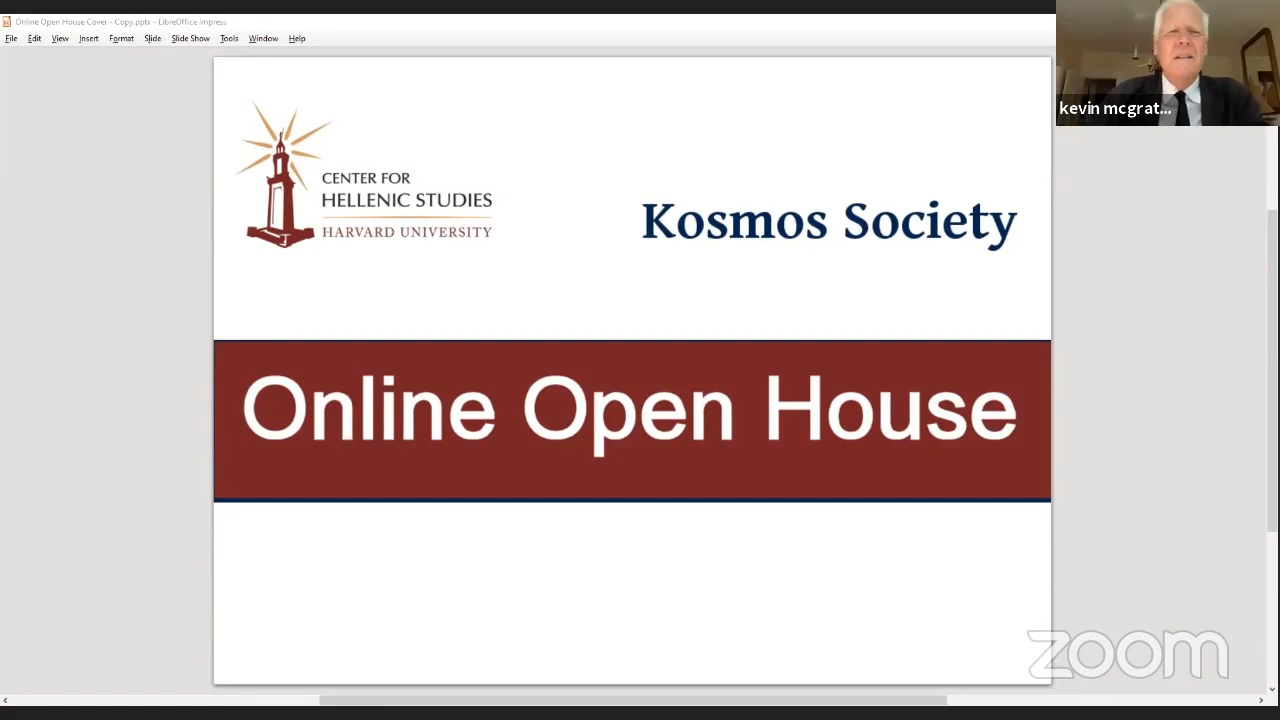 Online Open House Cover - Copy.pptx - LibreOffice Impress
File Edit View Insert Format Slide Slide Show Tools Window Help
kevin mcgrat...
CENTER FOR
HELLENIC STUDIES
HARVARD UNIVERSITY
Kosmos Society
Online Open House
zoom